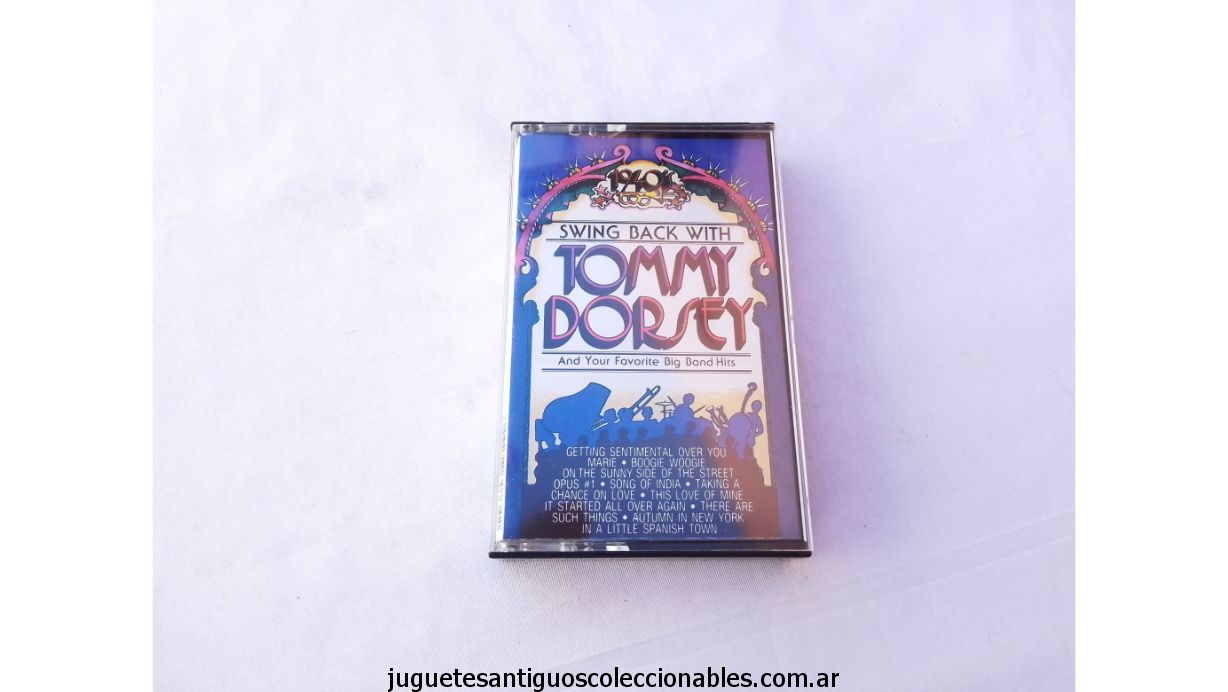 1940's
SWING BACK WITH
TOMMY
DORSEY
And Your Favorite Big Band Hits
GETTING SENTIMENTAL OVER YOU
MARIE • BOOGIE WOOGIE
ON THE SUNNY SIDE OF THE STREET
OPUS #1 • SONG OF INDIA • TAKING A
CHANCE ON LOVE • THIS LOVE OF MINE
IT STARTED ALL OVER AGAIN • THERE ARE
SUCH THINGS • AUTUMN IN NEW YORK
IN A LITTLE SPANISH TOWN
juguetesantiguoscoleccionables.com.ar